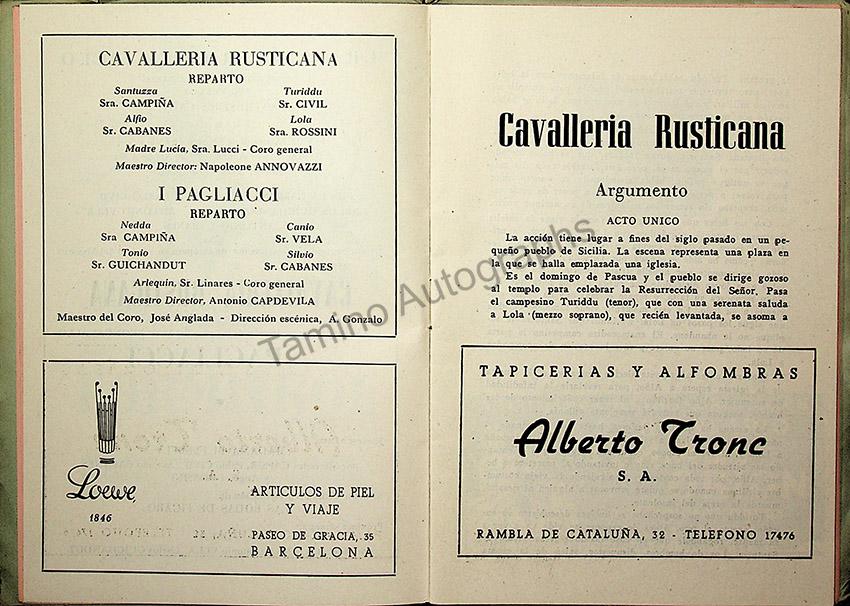 CAVALLERIA RUSTICANA
REPARTO
Santuzza Turiddu
Sra. CAMPIÑA Sr. CIVIL
Alfio Lola
Sr. CABANES Sra. ROSSINI
Madre Lucía, Sra. Lucci - Coro general
Maestro Director: Napoleone ANNOVAZZI
I PAGLIACCI
REPARTO
Nedda Canio
Sra CAMPIÑA Sr. VELA
Tonio Silvio
Sr. GUICHANDUT Sr. CABANES
Arlequin, Sr. Linares - Coro general
Maestro Director, Antonio CAPDEVILA
Maestro del Coro, José Anglada - Dirección escénica, A. Gonzalo
Loewe
1846
ARTICULOS DE PIEL
Y VIAJE
PASEO DE GRACIA, 35
BARCELONA
Cavalleria Rusticana
Argumento
ACTO UNICO
La acción tiene lugar a fines del siglo pasado en un pe-
queño pueblo de Sicilia. La escena representa una plaza en
la que se halla emplazada una iglesia.
Es el domingo de Pascua y el pueblo se dirige gozoso
al templo para celebrar la Resurrección del Señor. Pasa
el campesino Turiddu (tenor), que con una serenata saluda
a Lola (mezzo soprano), que recién levantada, se asoma a
TAPICERIAS Y ALFOMBRAS
Alberto Tronc
S. A.
RAMBLA DE CATALUÑA, 32 - TELEFONO 17476
Tamino Autographs